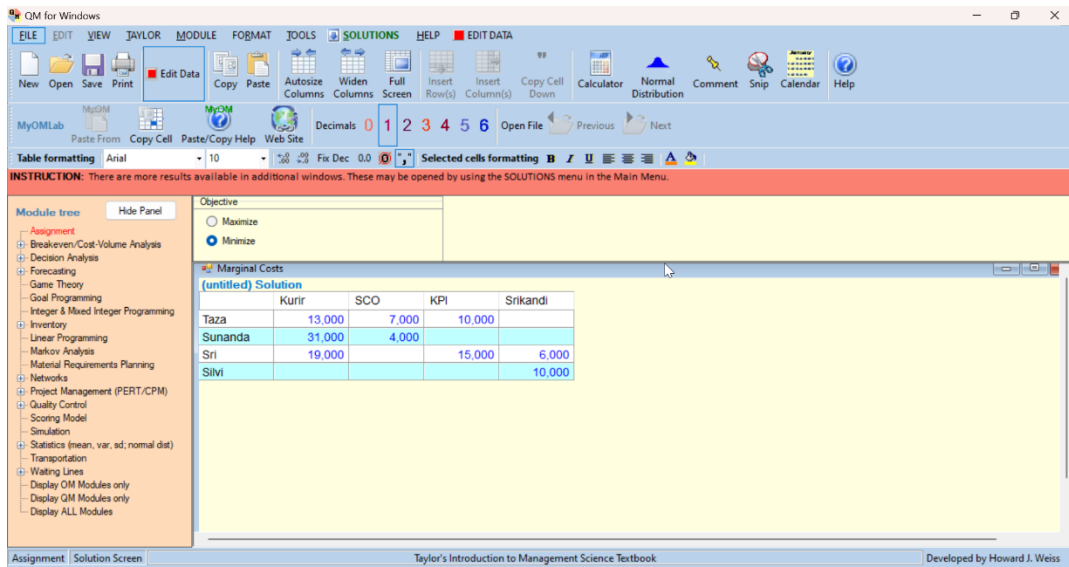 QM for Windows
FILE EDIT VIEW TAYLOR MODULE FORMAT TOOLS SOLUTIONS HELP EDIT DATA
New Open Save Print Edit Data Copy Paste Autosize Columns Widen Columns Full Screen Insert Row(s) Insert Column(s) Copy Cell Down Calculator Normal Distribution Comment Snip Calendar Help
MyOMLab Paste From Copy Cell Paste/Copy Help Web Site Decimals 0 1 2 3 4 5 6 Open File Previous Next
Table formatting Arial 10 Fix Dec 0.0 0 "," Selected cells formatting B I U A
INSTRUCTION: There are more results available in additional windows. These may be opened by using the SOLUTIONS menu in the Main Menu.
Module tree Hide Panel
Assignment
Breakeven/Cost-Volume Analysis
Decision Analysis
Forecasting
Game Theory
Goal Programming
Integer & Mixed Integer Programming
Inventory
Linear Programming
Markov Analysis
Material Requirements Planning
Networks
Project Management (PERT/CPM)
Quality Control
Scoring Model
Simulation
Statistics (mean, var, sd; normal dist)
Transportation
Waiting Lines
Display OM Modules only
Display QM Modules only
Display ALL Modules
Objective
Maximize
Minimize
Marginal Costs
(untitled) Solution
Kurir SCO KPI Srikandi
Taza 13,000 7,000 10,000
Sunanda 31,000 4,000
Sri 19,000 15,000 6,000
Silvi 10,000
Assignment Solution Screen Taylor's Introduction to Management Science Textbook Developed by Howard J. Weiss